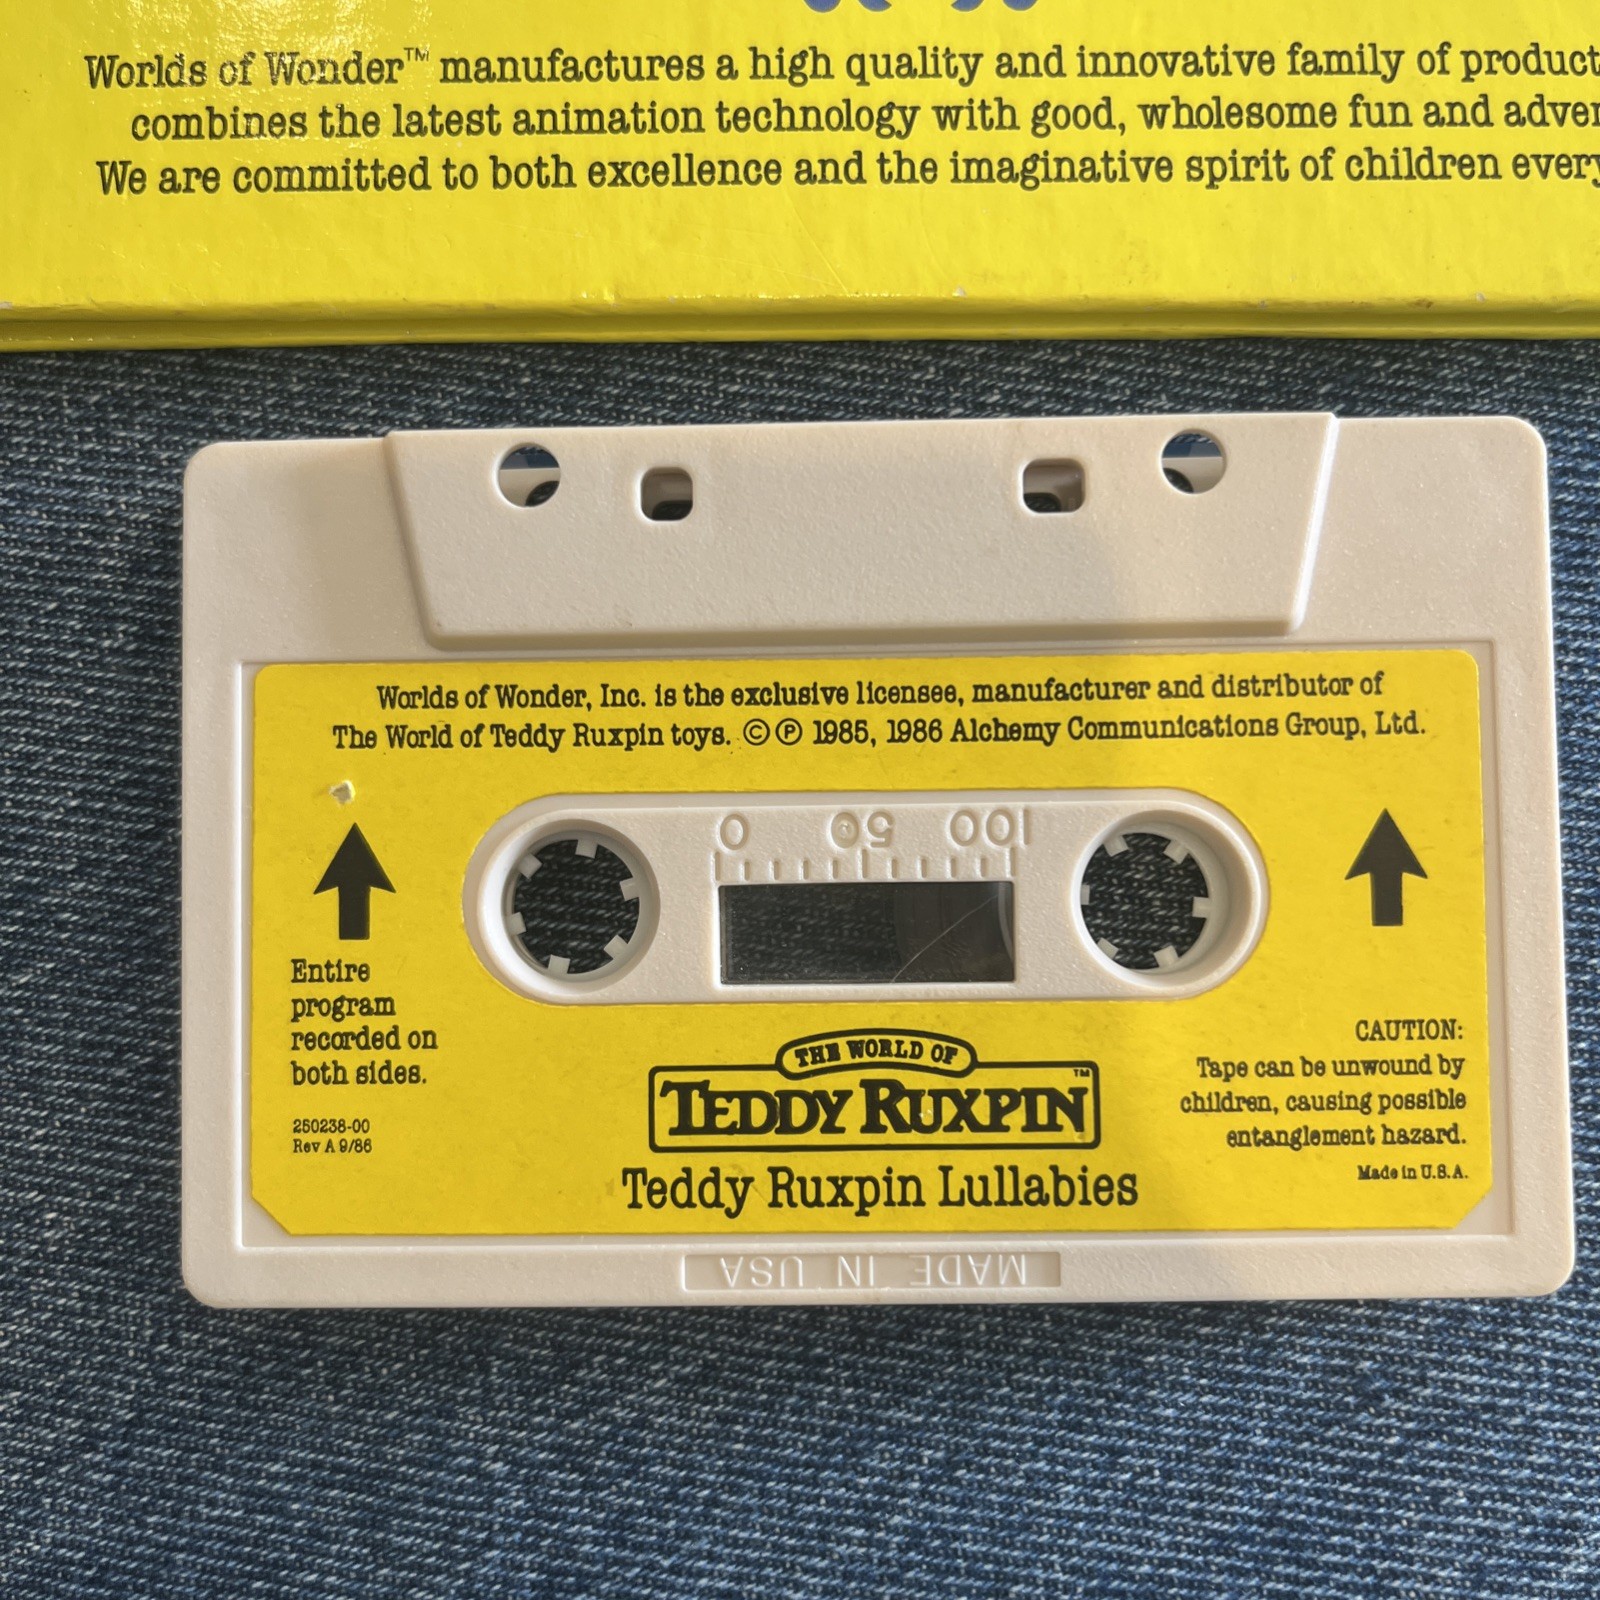 Worlds of Wonder™ manufactures a high quality and innovative family of product
combines the latest animation technology with good, wholesome fun and adven
We are committed to both excellence and the imaginative spirit of children every
Worlds of Wonder, Inc. is the exclusive licensee, manufacturer and distributor of
The World of Teddy Ruxpin toys. ©℗ 1985, 1986 Alchemy Communications Group, Ltd.
0 50 100
Entire
program
recorded on
both sides.
250238-00
Rev A 9/86
THE WORLD OF
TEDDY RUXPIN™
Teddy Ruxpin Lullabies
CAUTION:
Tape can be unwound by
children, causing possible
entanglement hazard.
Made in U.S.A.
MADE IN USA